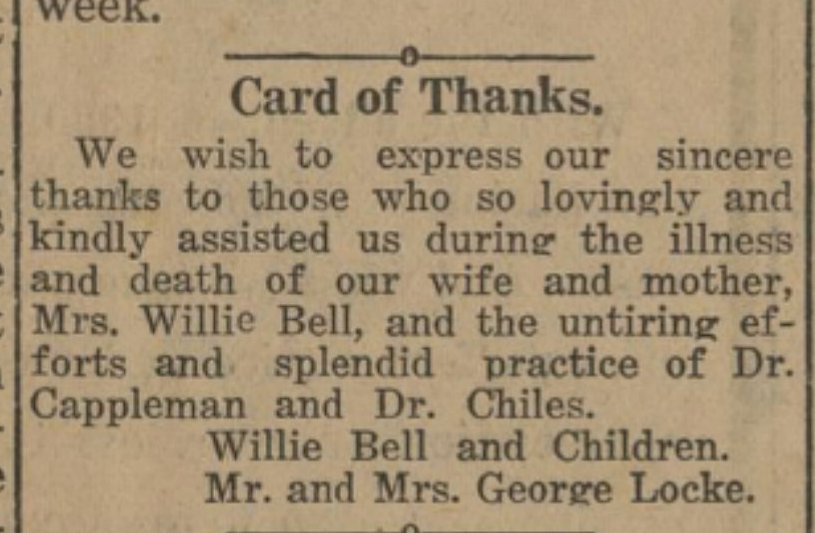 week.
Card of Thanks.
We wish to express our sincere
thanks to those who so lovingly and
kindly assisted us during the illness
and death of our wife and mother,
Mrs. Willie Bell, and the untiring ef-
forts and splendid practice of Dr.
Cappleman and Dr. Chiles.
Willie Bell and Children.
Mr. and Mrs. George Locke.